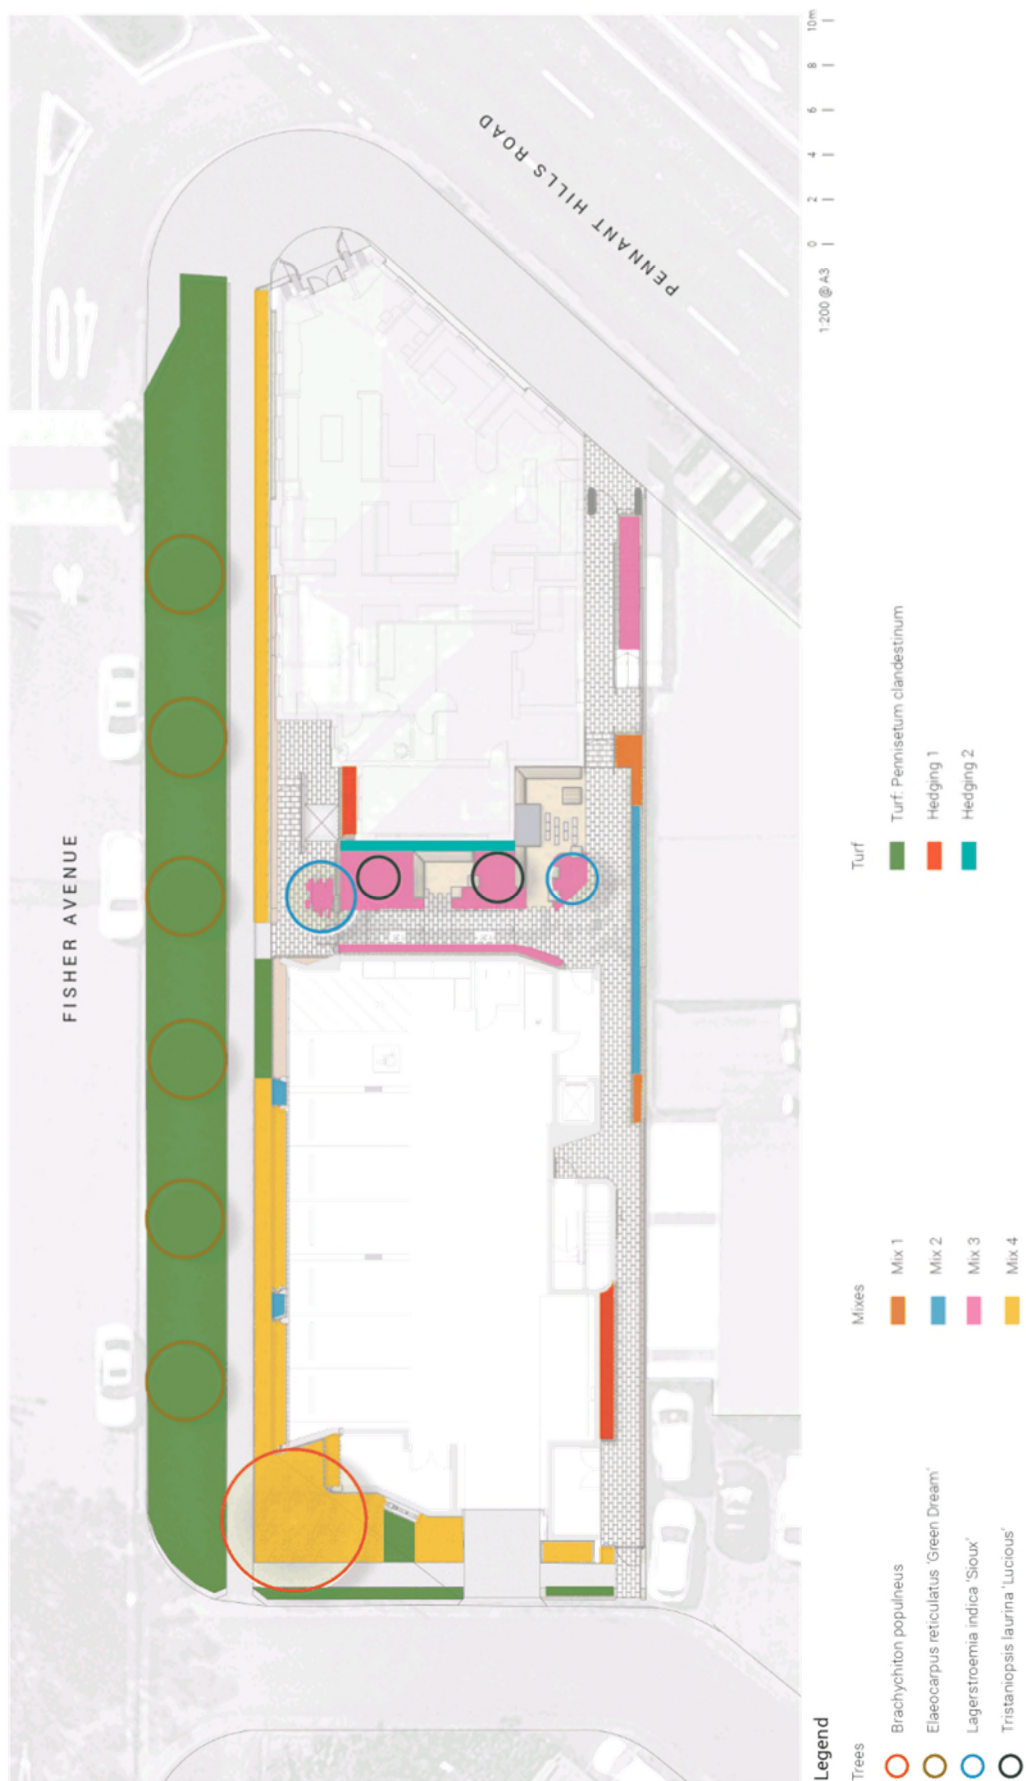 FISHER AVENUE
PENNANT HILLS ROAD
40
1:200 @ A3
0 2 4 6 8 10m
Legend
Trees
Brachychiton populneus
Elaeocarpus reticulatus 'Green Dream'
Lagerstroemia indica 'Sioux'
Tristaniopsis laurina 'Lucious'
Mixes
Mix 1
Mix 2
Mix 3
Mix 4
Turf
Turf: Pennisetum clandestinum
Hedging 1
Hedging 2